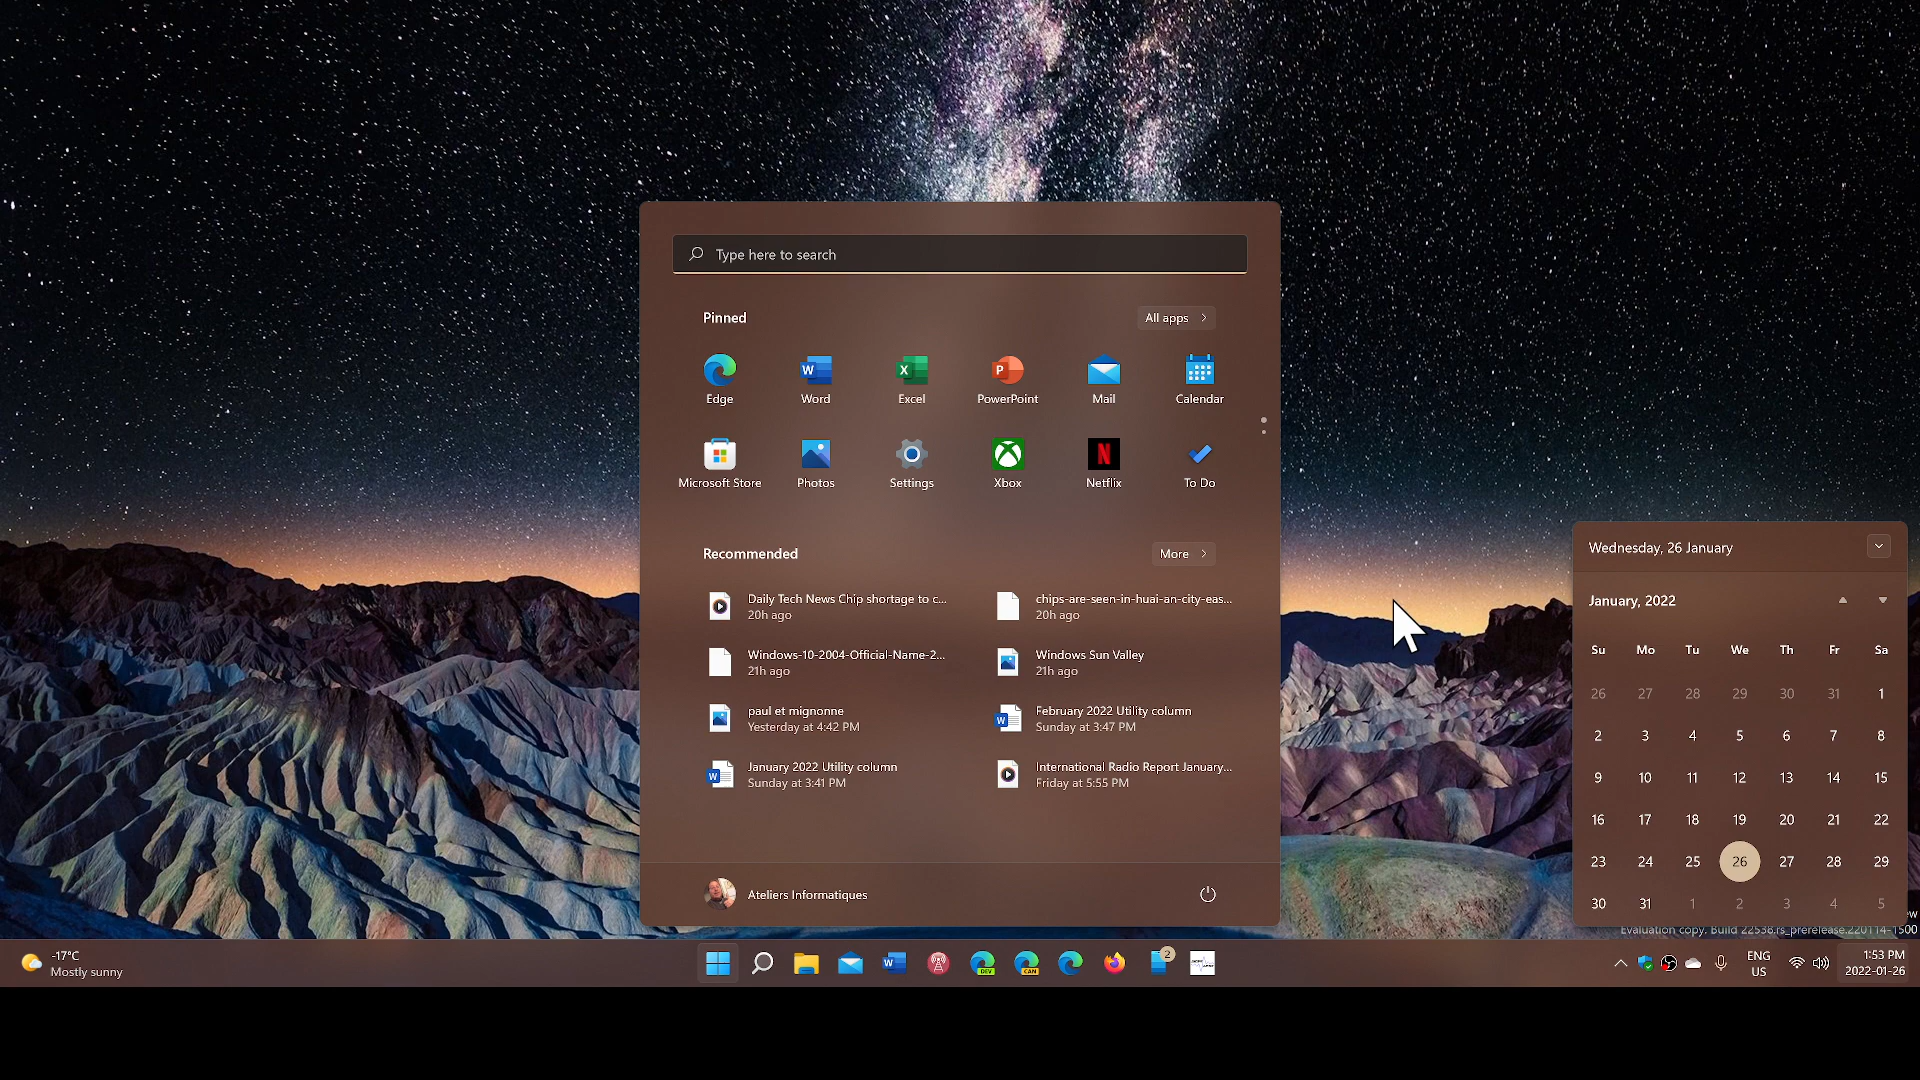 Type here to search
Pinned
All apps
Edge
Word
Excel
PowerPoint
Mail
Calendar
Microsoft Store
Photos
Settings
Xbox
Netflix
To Do
Recommended
More
Daily Tech News Chip shortage to c...
20h ago
chips-are-seen-in-huai-an-city-eas...
20h ago
Windows-10-2004-Official-Name-2...
21h ago
Windows Sun Valley
21h ago
paul et mignonne
Yesterday at 4:42 PM
February 2022 Utility column
Sunday at 3:47 PM
January 2022 Utility column
Sunday at 3:41 PM
International Radio Report January...
Friday at 5:55 PM
Ateliers Informatiques
Wednesday, 26 January
January, 2022
Su Mo Tu We Th Fr Sa
26 27 28 29 30 31 1
2 3 4 5 6 7 8
9 10 11 12 13 14 15
16 17 18 19 20 21 22
23 24 25 26 27 28 29
30 31 1 2 3 4 5
Evaluation copy. Build 22538.rs_prerelease.220114-1500
-17°C
Mostly sunny
W
DEV
CAN
2
ENG
US
1:53 PM
2022-01-26